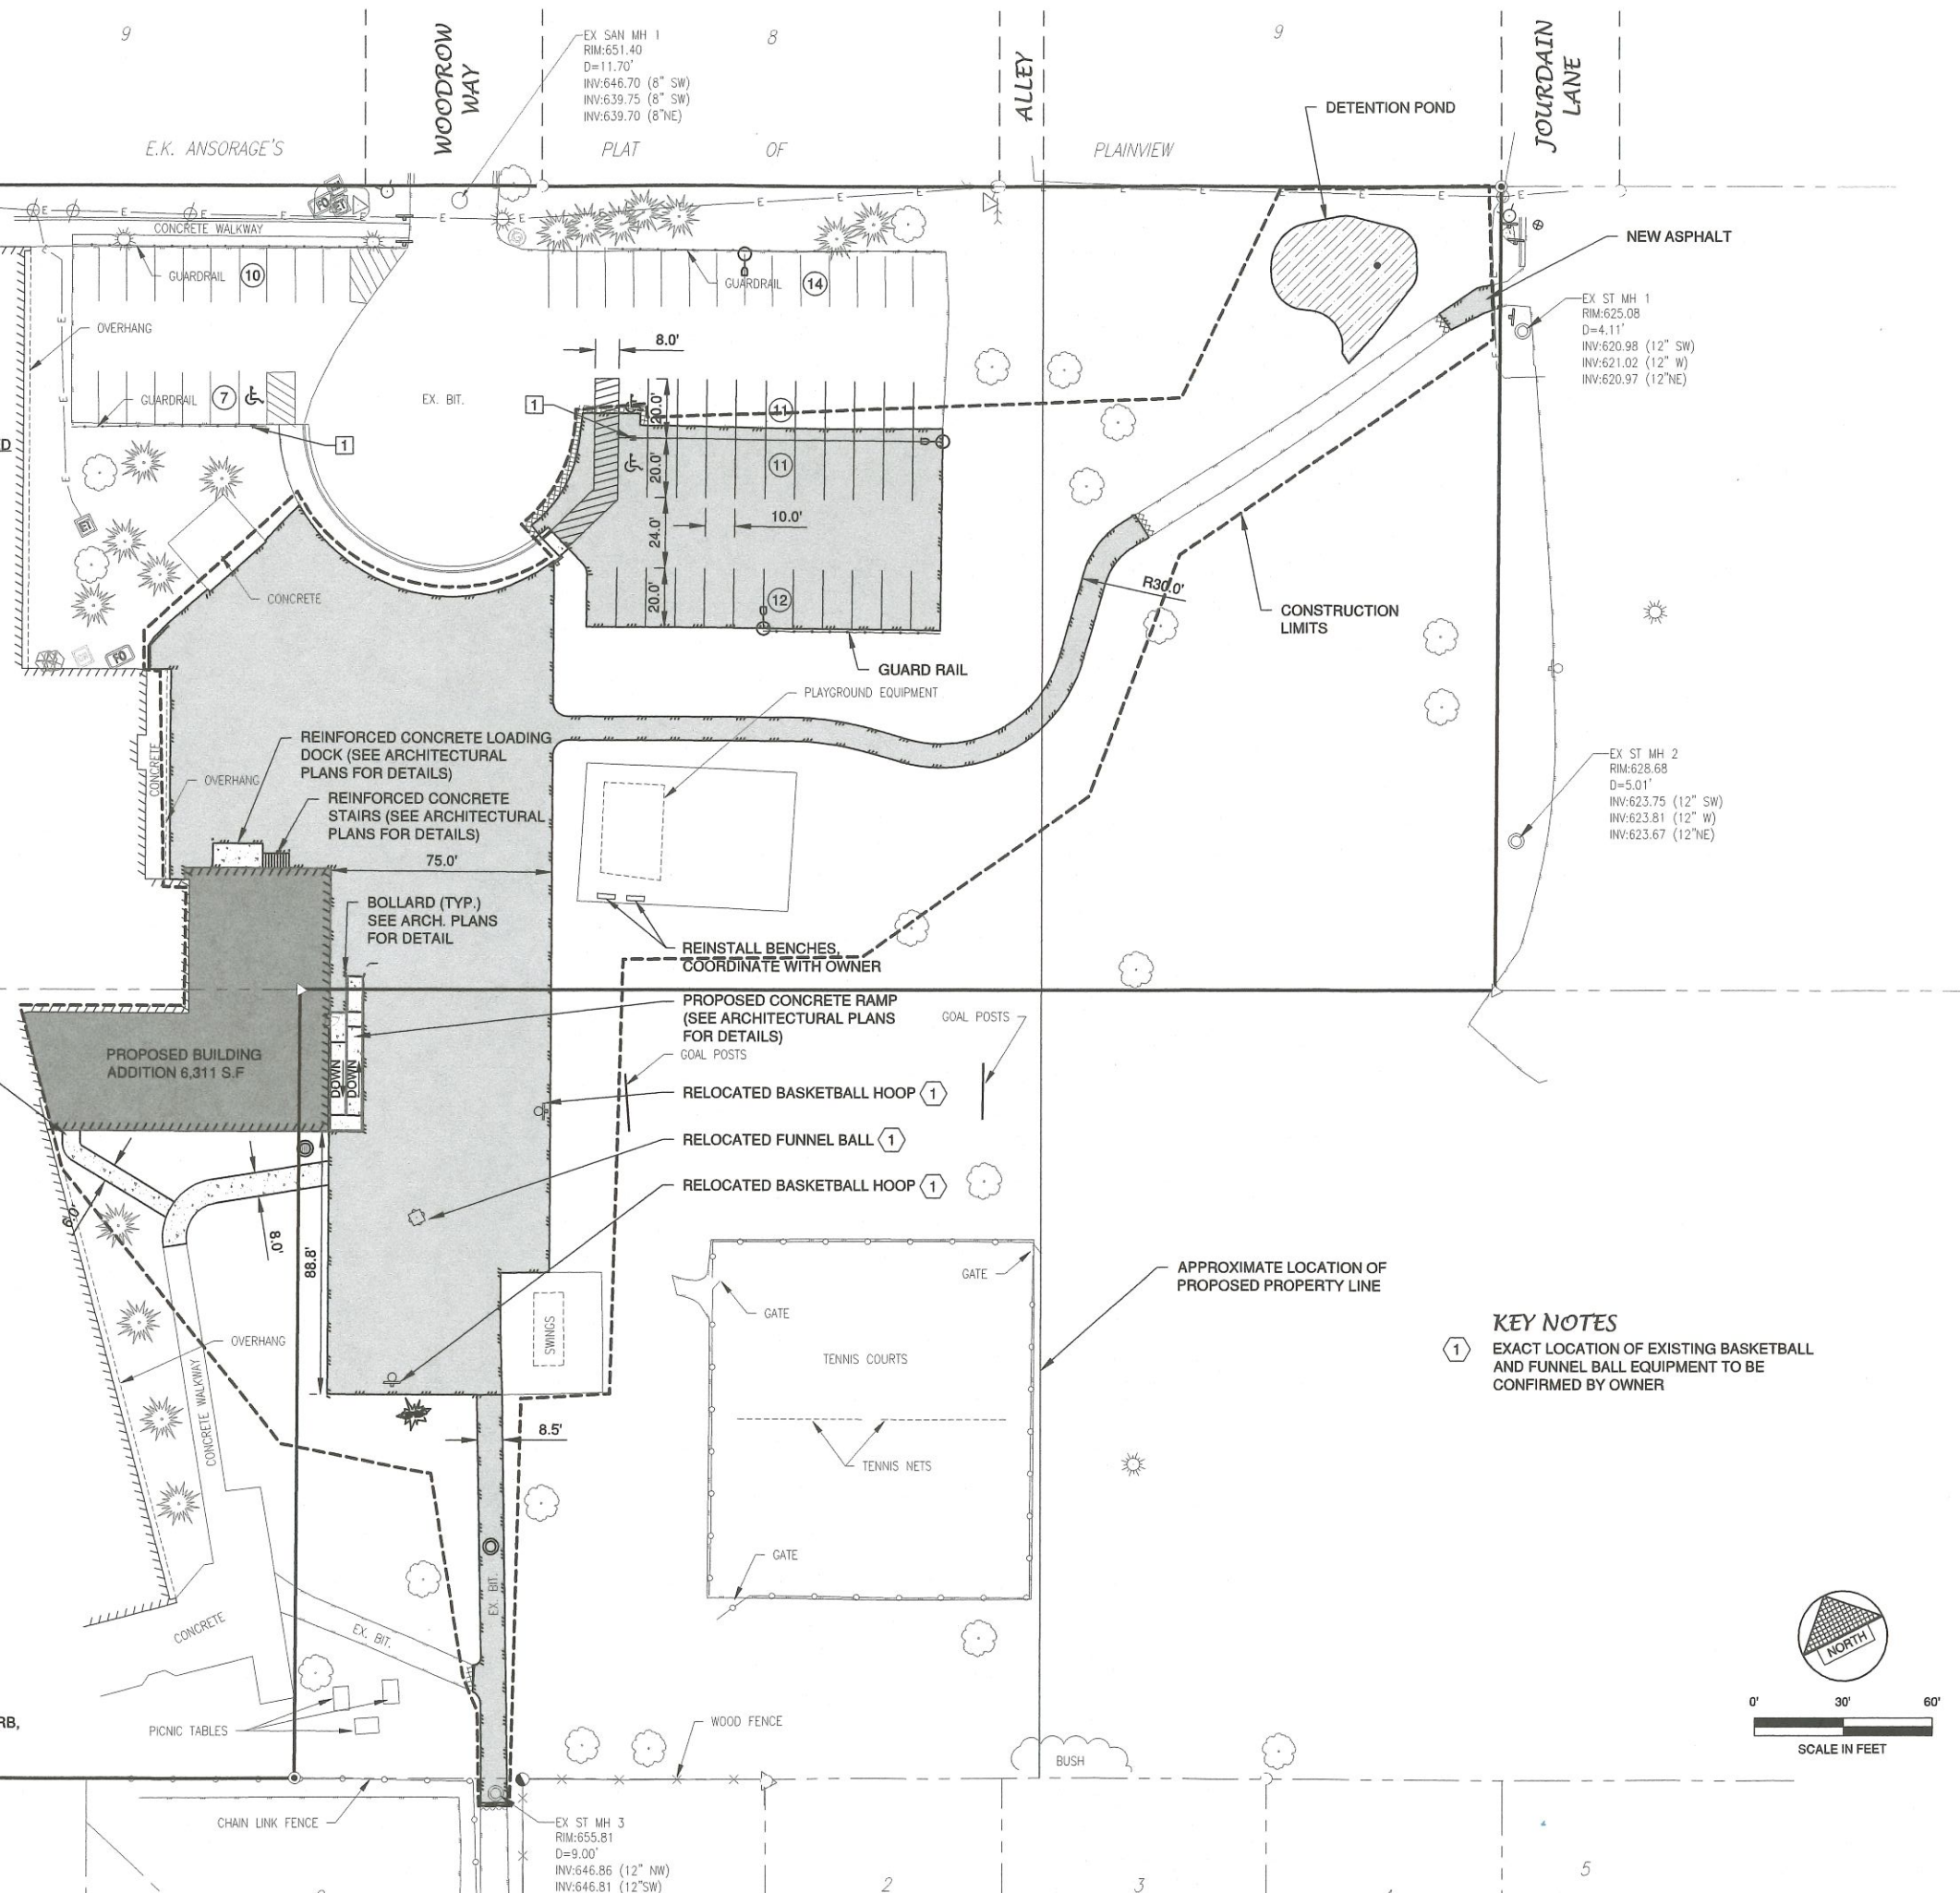 9
WOODROW
WAY
EX SAN MH 1
RIM:651.40
D=11.70'
INV:646.70 (8" SW)
INV:639.75 (8" SW)
INV:639.70 (8"NE)
8
ALLEY
9
JOURDAIN
LANE
DETENTION POND
E.K. ANSORAGE'S
PLAT
OF
PLAINVIEW
E
E
E
E
E
E
E
E
E
E
E
FO
ET
CONCRETE WALKWAY
NEW ASPHALT
GUARDRAIL
10
GUARDRAIL
14
EX ST MH 1
RIM:625.08
D=4.11'
INV:620.98 (12" SW)
INV:621.02 (12" W)
INV:620.97 (12"NE)
E
OVERHANG
8.0'
E
GUARDRAIL
7
EX. BIT.
1
20.0'
11
1
D
20.0'
11
E
ET
10.0'
24.0'
CONCRETE
20.0'
12
R30.0'
CONSTRUCTION
LIMITS
FO
GUARD RAIL
PLAYGROUND EQUIPMENT
REINFORCED CONCRETE LOADING
DOCK (SEE ARCHITECTURAL
PLANS FOR DETAILS)
CONCRETE
OVERHANG
REINFORCED CONCRETE
STAIRS (SEE ARCHITECTURAL
PLANS FOR DETAILS)
EX ST MH 2
RIM:628.68
D=5.01'
INV:623.75 (12" SW)
INV:623.81 (12" W)
INV:623.67 (12"NE)
75.0'
BOLLARD (TYP.)
SEE ARCH. PLANS
FOR DETAIL
REINSTALL BENCHES,
COORDINATE WITH OWNER
PROPOSED CONCRETE RAMP
(SEE ARCHITECTURAL PLANS
FOR DETAILS)
GOAL POSTS
GOAL POSTS
PROPOSED BUILDING
ADDITION 6,311 S.F
DOWN
DOWN
RELOCATED BASKETBALL HOOP 1
RELOCATED FUNNEL BALL 1
RELOCATED BASKETBALL HOOP 1
6.0'
8.0'
88.8'
GATE
APPROXIMATE LOCATION OF
PROPOSED PROPERTY LINE
GATE
SWINGS
OVERHANG
TENNIS COURTS
KEY NOTES
1 EXACT LOCATION OF EXISTING BASKETBALL
AND FUNNEL BALL EQUIPMENT TO BE
CONFIRMED BY OWNER
CONCRETE WALKWAY
8.5'
TENNIS NETS
GATE
EX. BIT.
CONCRETE
EX. BIT.
NORTH
RB,
PICNIC TABLES
WOOD FENCE
BUSH
0'
30'
60'
SCALE IN FEET
CHAIN LINK FENCE
EX ST MH 3
RIM:655.81
D=9.00'
INV:646.86 (12" NW)
INV:646.81 (12"SW)
2
3
5